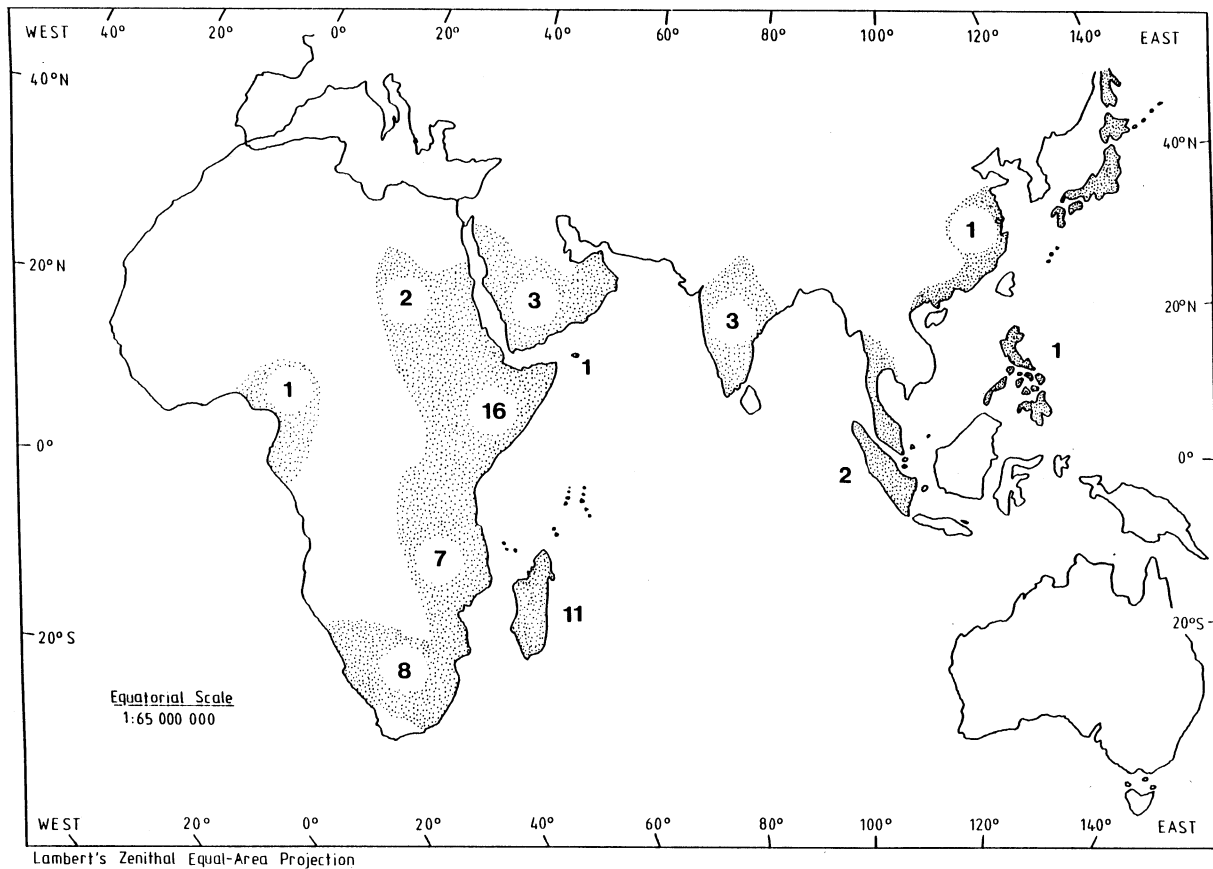 WEST 40° 20° 0° 20° 40° 60° 80° 100° 120° 140° EAST
40°N
40°N
1
20°N
2
3
3
20°N
1
1
1
16
0°
2
0°
7
11
20°S
20°S
8
Equatorial Scale
1:65 000 000
WEST 20° 0° 20° 40° 60° 80° 100° 120° 140° EAST
Lambert's Zenithal Equal-Area Projection